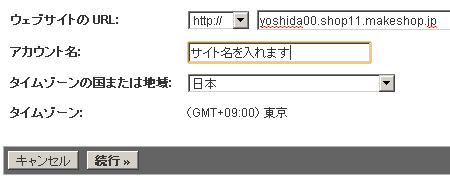 ウェブサイトの URL: http:// yoshida00.shop11.makeshop.jp
アカウント名: サイト名を入れます
タイムゾーンの国または地域: 日本
タイムゾーン: (GMT+09:00) 東京
キャンセル 続行 »